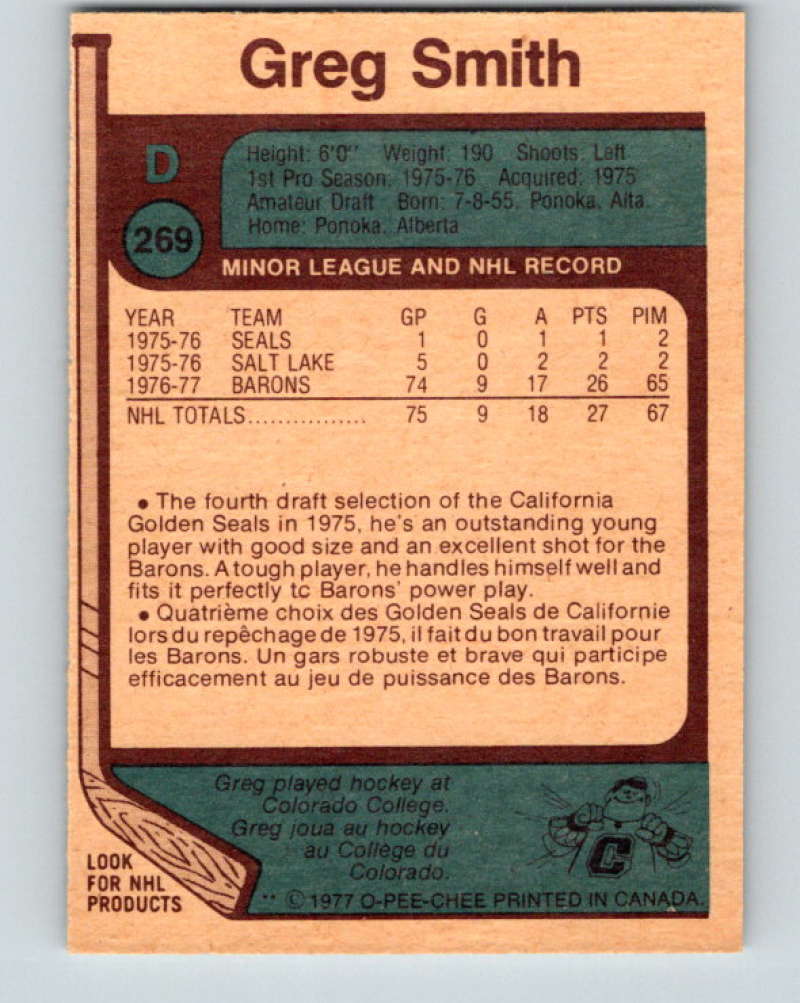 Greg Smith
D
269
Height: 6'0" Weight: 190 Shoots: Left
1st Pro Season: 1975-76 Acquired: 1975
Amateur Draft Born: 7-8-55, Ponoka, Alta.
Home: Ponoka, Alberta
MINOR LEAGUE AND NHL RECORD
YEAR TEAM GP G A PTS PIM
1975-76 SEALS 1 0 1 1 2
1975-76 SALT LAKE 5 0 2 2 2
1976-77 BARONS 74 9 17 26 65
NHL TOTALS................ 75 9 18 27 67
• The fourth draft selection of the California
Golden Seals in 1975, he's an outstanding young
player with good size and an excellent shot for the
Barons. A tough player, he handles himself well and
fits it perfectly tc Barons' power play.
• Quatrième choix des Golden Seals de Californie
lors du repêchage de 1975, il fait du bon travail pour
les Barons. Un gars robuste et brave qui participe
efficacement au jeu de puissance des Barons.
Greg played hockey at
Colorado College.
Greg joua au hockey
au Collège du
Colorado.
C
LOOK
FOR NHL
PRODUCTS
** © 1977 O-PEE-CHEE PRINTED IN CANADA.